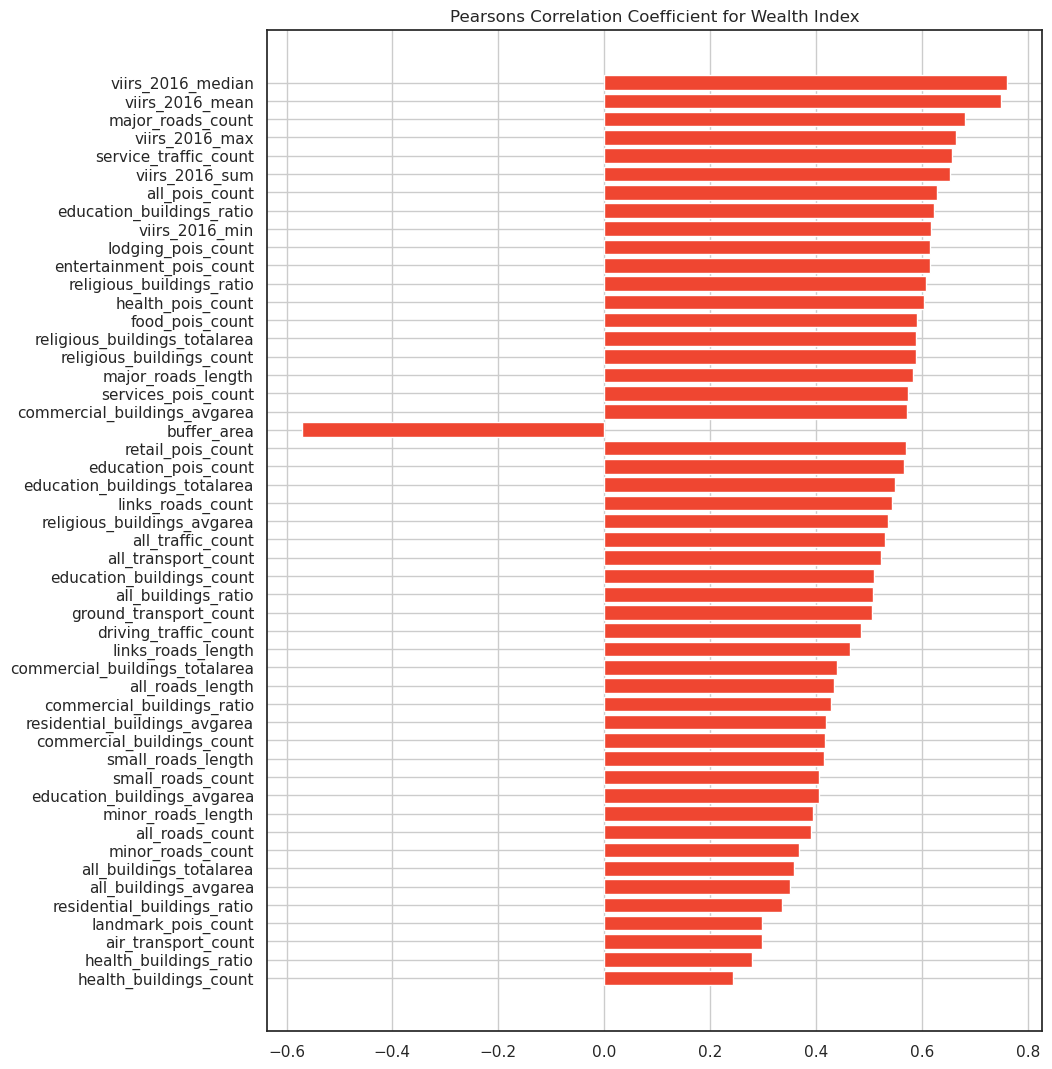 Pearsons Correlation Coefficient for Wealth Index
viirs_2016_median
viirs_2016_mean
major_roads_count
viirs_2016_max
service_traffic_count
viirs_2016_sum
all_pois_count
education_buildings_ratio
viirs_2016_min
lodging_pois_count
entertainment_pois_count
religious_buildings_ratio
health_pois_count
food_pois_count
religious_buildings_totalarea
religious_buildings_count
major_roads_length
services_pois_count
commercial_buildings_avgarea
buffer_area
retail_pois_count
education_pois_count
education_buildings_totalarea
links_roads_count
religious_buildings_avgarea
all_traffic_count
all_transport_count
education_buildings_count
all_buildings_ratio
ground_transport_count
driving_traffic_count
links_roads_length
commercial_buildings_totalarea
all_roads_length
commercial_buildings_ratio
residential_buildings_avgarea
commercial_buildings_count
small_roads_length
small_roads_count
education_buildings_avgarea
minor_roads_length
all_roads_count
minor_roads_count
all_buildings_totalarea
all_buildings_avgarea
residential_buildings_ratio
landmark_pois_count
air_transport_count
health_buildings_ratio
health_buildings_count
−0.6 −0.4 −0.2 0.0 0.2 0.4 0.6 0.8